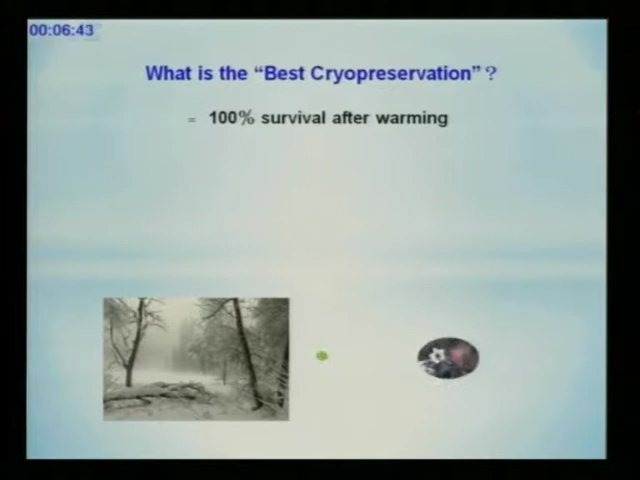 00:06:43
What is the “Best Cryopreservation”?
= 100% survival after warming